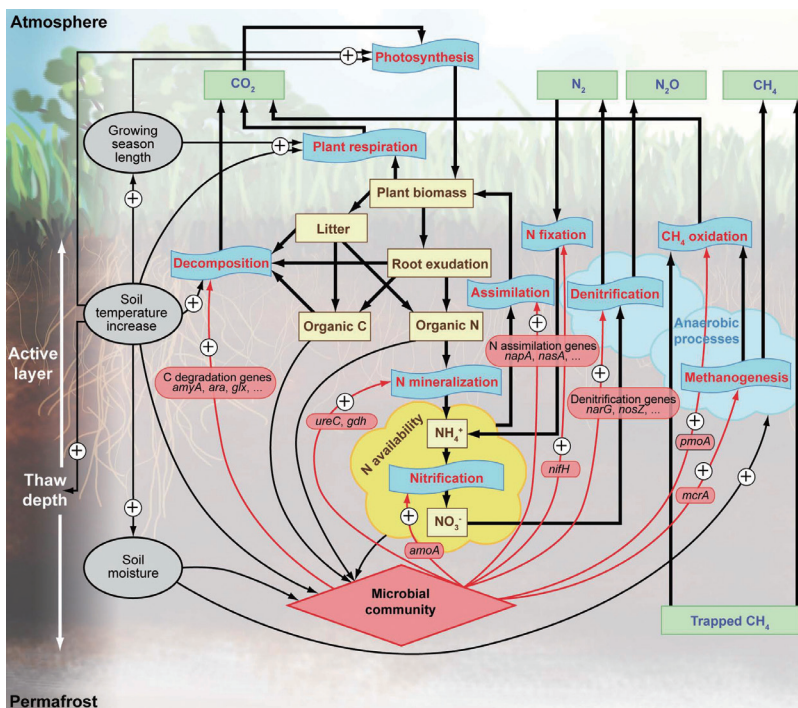 Atmosphere
Photosynthesis
CO2
N2
N2O
CH4
Growing
season
length
Plant respiration
Plant biomass
Litter
N fixation
CH4 oxidation
Decomposition
Root exudation
Assimilation
Denitrification
Soil
temperature
increase
Organic C
Organic N
Anaerobic
processes
Active
layer
N assimilation genes
napA, nasA, ...
C degradation genes
amyA, ara, glx, ...
N mineralization
Methanogenesis
ureC, gdh
Denitrification genes
narG, nosZ, ...
NH4+
pmoA
N availability
Thaw
depth
Nitrification
nifH
mcrA
NO3-
amoA
Soil
moisture
Microbial
community
Trapped CH4
Permafrost